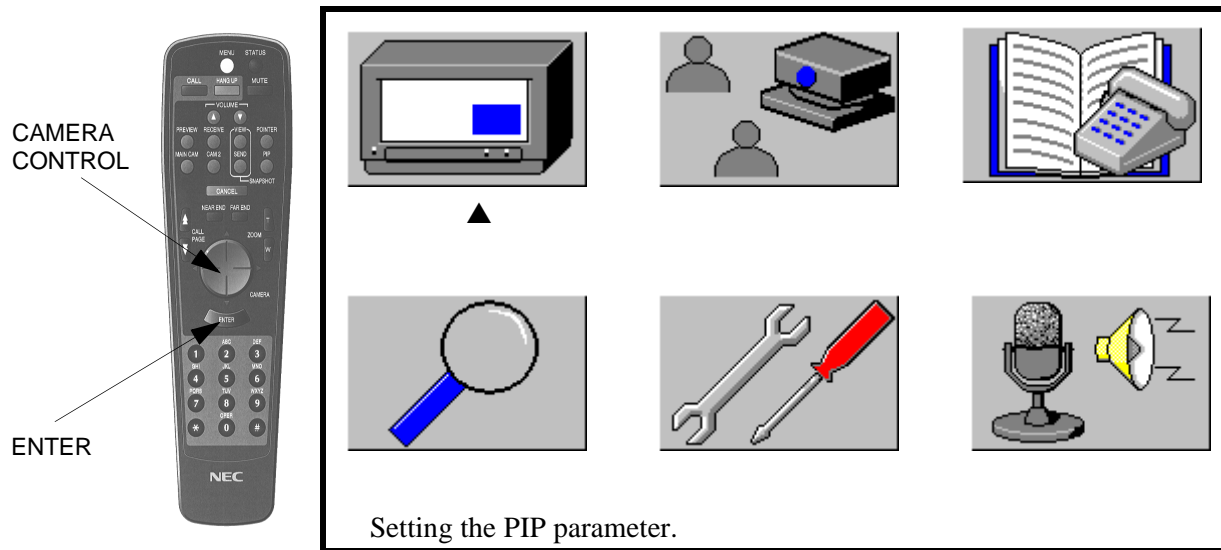 MENU STATUS
CALL HANG UP MUTE
VOLUME
PREVIEW RECEIVE VIEW POINTER
MAIN CAM CAM 2 SEND PIP
SNAPSHOT
CANCEL
NEAR END FAR END
T
CALL
PAGE
ZOOM
W
CAMERA
ENTER
ABC DEF
1 2 3
GHI JKL MNO
4 5 6
PQRS TUV WXYZ
7 8 9
OPER
* 0 #
NEC
CAMERA
CONTROL
ENTER
Setting the PIP parameter.